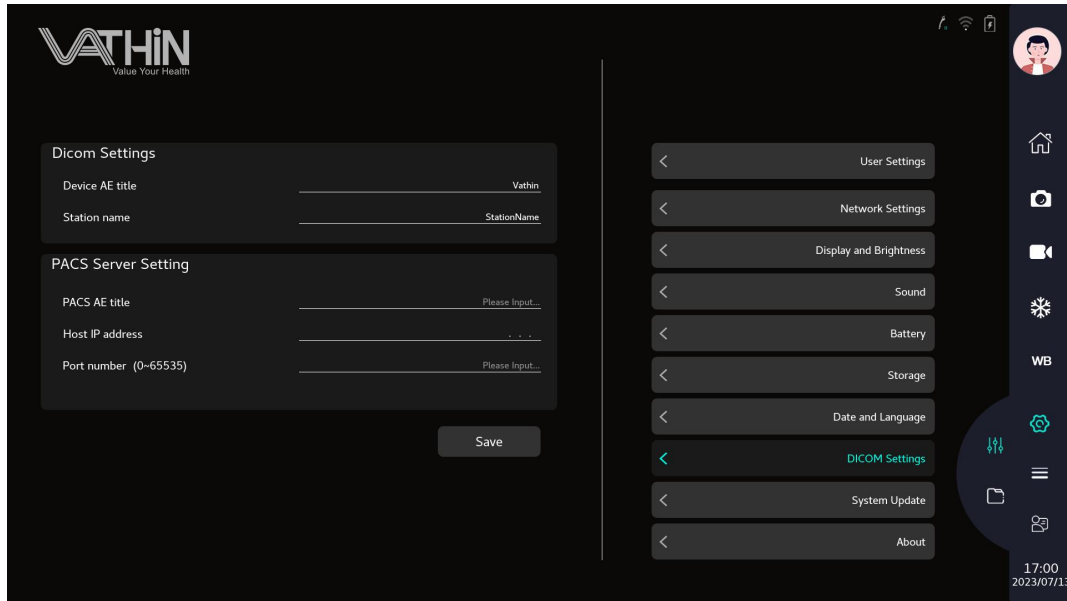 VATHiN
Value Your Health
Dicom Settings
Device AE title Vathin
Station name StationName
PACS Server Setting
PACS AE title Please Input...
Host IP address . . .
Port number (0~65535) Please Input...
Save
User Settings
Network Settings
Display and Brightness
Sound
Battery
Storage
Date and Language
DICOM Settings
System Update
About
WB
17:00
2023/07/13